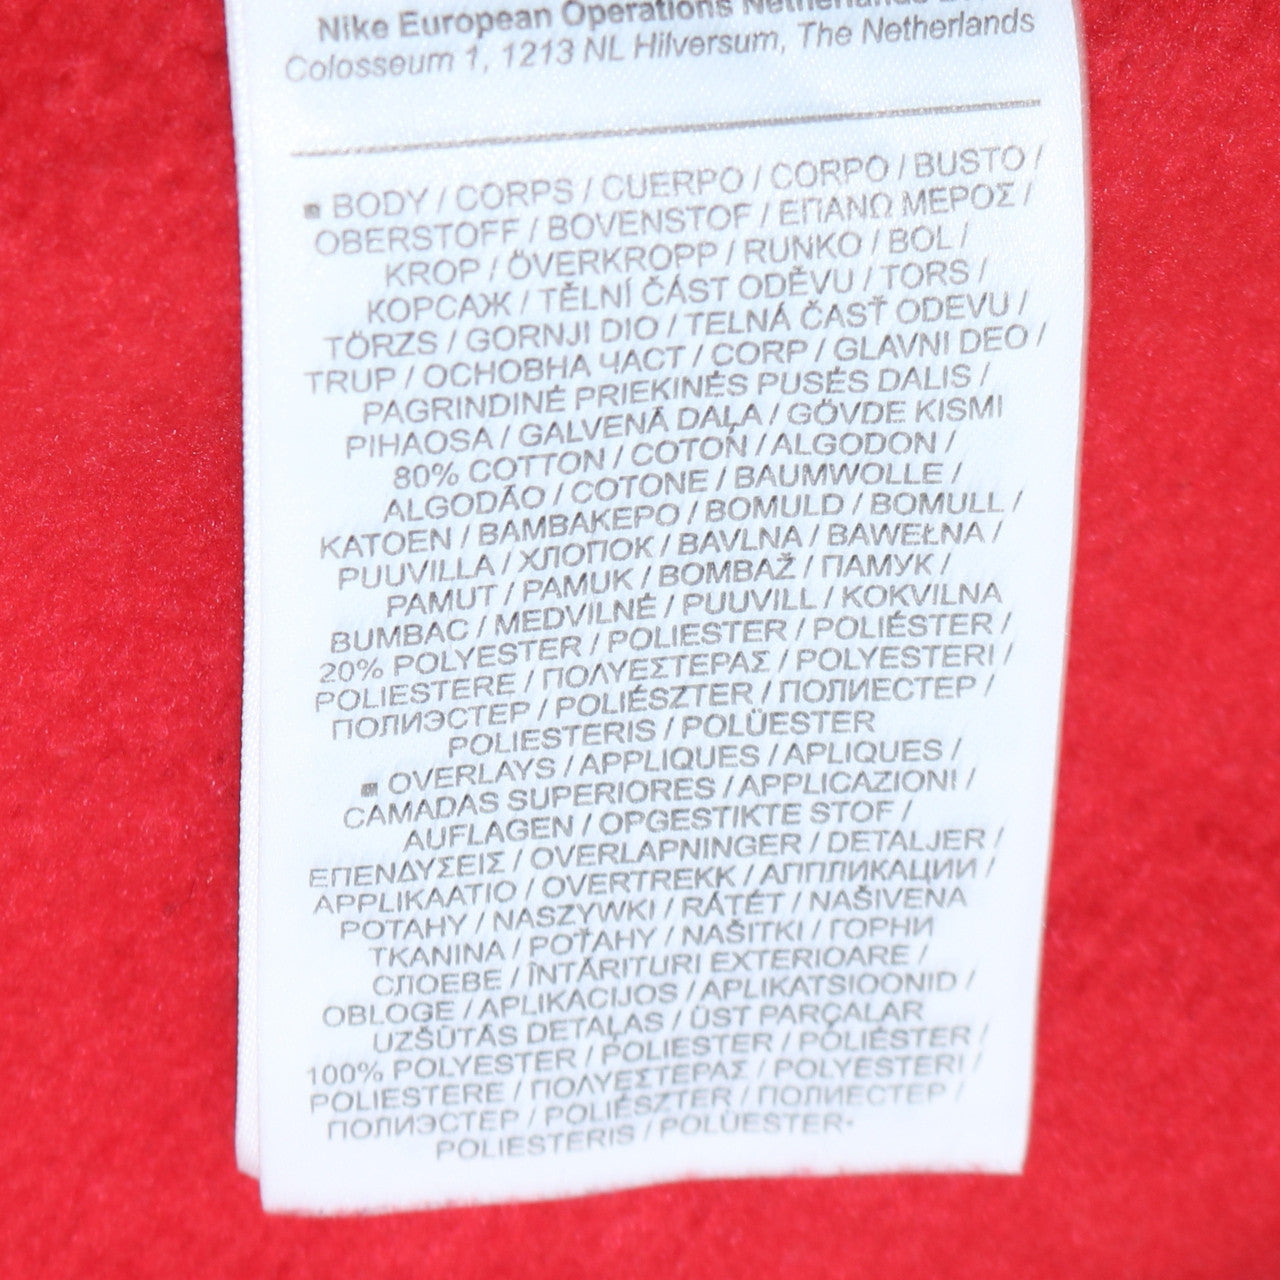 Nike European Operations Netherlands
Colosseum 1, 1213 NL Hilversum, The Netherlands
BODY / CORPS / CUERPO / CORPO / BUSTO /
OBERSTOFF / BOVENSTOF / ΕΠΑΝΩ ΜΕΡΟΣ /
KROP / ÖVERKROPP / RUNKO / BOL /
КОРСАЖ / TĚLNÍ ČÁST ODĚVU / TORS /
TÖRZS / GORNJI DIO / TELNÁ ČASŤ ODEVU /
TRUP / ОСНОВНА ЧАСТ / CORP / GLAVNI DEO /
PAGRINDINĖ PRIEKINĖS PUSĖS DALIS /
PIHAOSA / GALVENĀ DAĻA / GÖVDE KISMI
80% COTTON / COTON / ALGODON /
ALGODÃO / COTONE / BAUMWOLLE /
KATOEN / ΒΑΜΒΑΚΕΡΟ / BOMULD / BOMULL /
PUUVILLA / ХЛОПОК / BAVLNA / BAWEŁNA /
PAMUT / PAMUK / BOMBAŽ / ПАМУК /
BUMBAC / MEDVILNĖ / PUUVILL / KOKVILNA
20% POLYESTER / POLIESTER / POLIÉSTER /
POLIESTERE / ΠΟΛΥΕΣΤΕΡΑΣ / POLYESTERI /
ПОЛИЭСТЕР / POLIÉSZTER / ПОЛИЕСТЕР /
POLIESTERIS / POLÜESTER
OVERLAYS / APPLIQUES / APLIQUES /
CAMADAS SUPERIORES / APPLICAZIONI /
AUFLAGEN / OPGESTIKTE STOF /
ΕΠΕΝΔΥΣΕΙΣ / OVERLAPNINGER / DETALJER /
APPLIKAATIO / OVERTREKK / АППЛИКАЦИИ /
POTAHY / NASZYWKI / RÁTÉT / NAŠIVENA
TKANINA / POŤAHY / NAŠITKI / ГОРНИ
СЛОЕВЕ / ÎNTĂRITURI EXTERIOARE /
OBLOGE / APLIKACIJOS / APLIKATSIOONID /
UZŠŪTĀS DETAĻAS / ÜST PARÇALAR
100% POLYESTER / POLIESTER / POLIÉSTER /
POLIESTERE / ΠΟΛΥΕΣΤΕΡΑΣ / POLYESTERI /
ПОЛИЭСТЕР / POLIÉSZTER / ПОЛИЕСТЕР /
POLIESTERIS / POLÜESTER